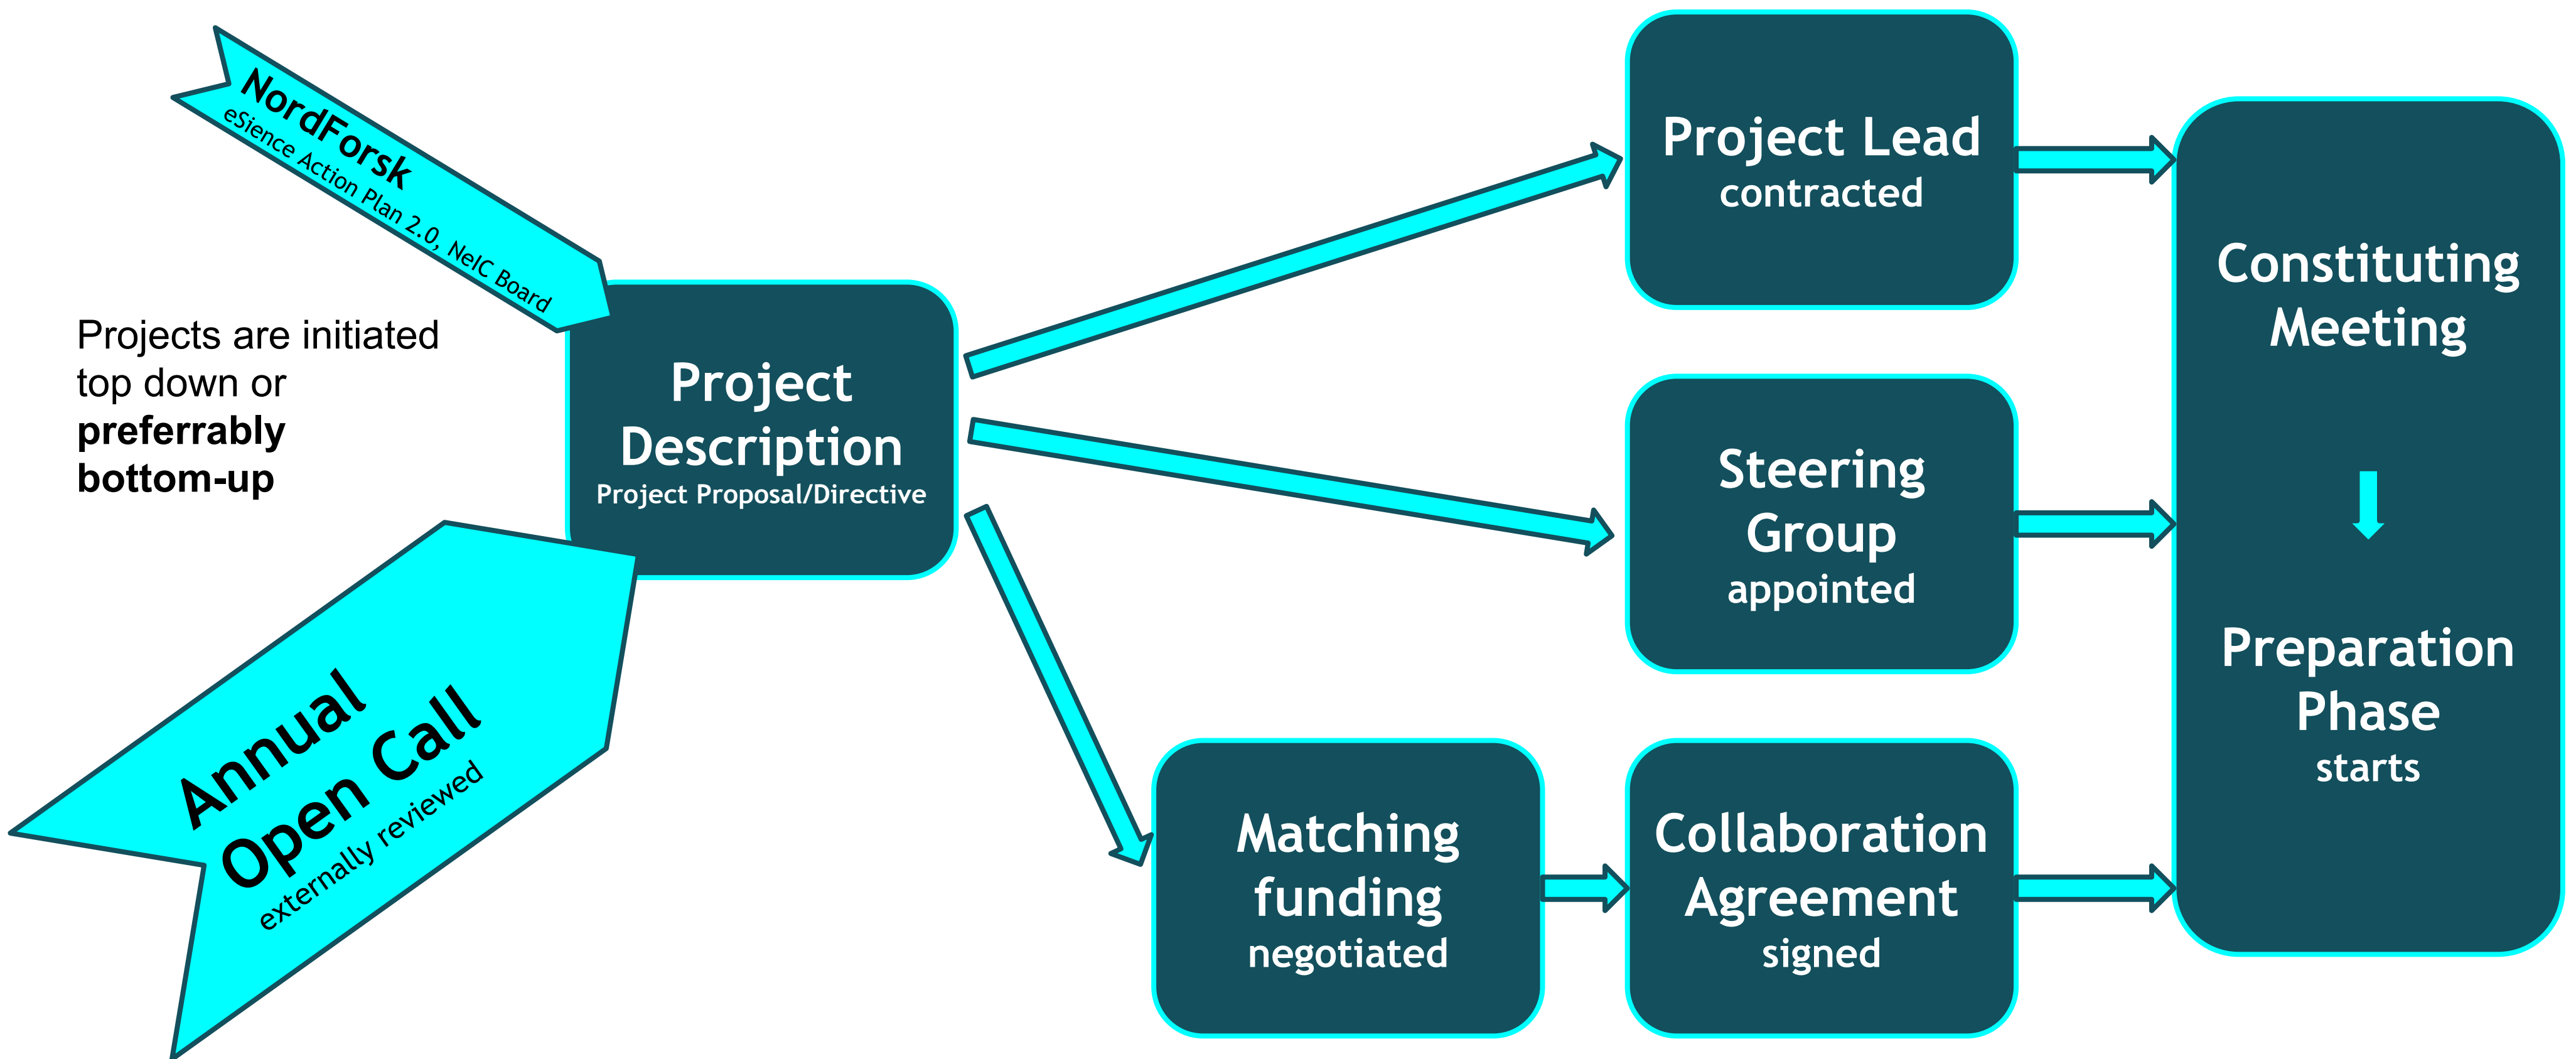 NordForsk
eSience Action Plan 2.0, NeIC Board
Projects are initiated
top down or
preferrably
bottom-up
Annual
Open Call
externally reviewed
Project
Description
Project Proposal/Directive
Project Lead
contracted
Steering
Group
appointed
Matching
funding
negotiated
Collaboration
Agreement
signed
Constituting
Meeting
Preparation
Phase
starts